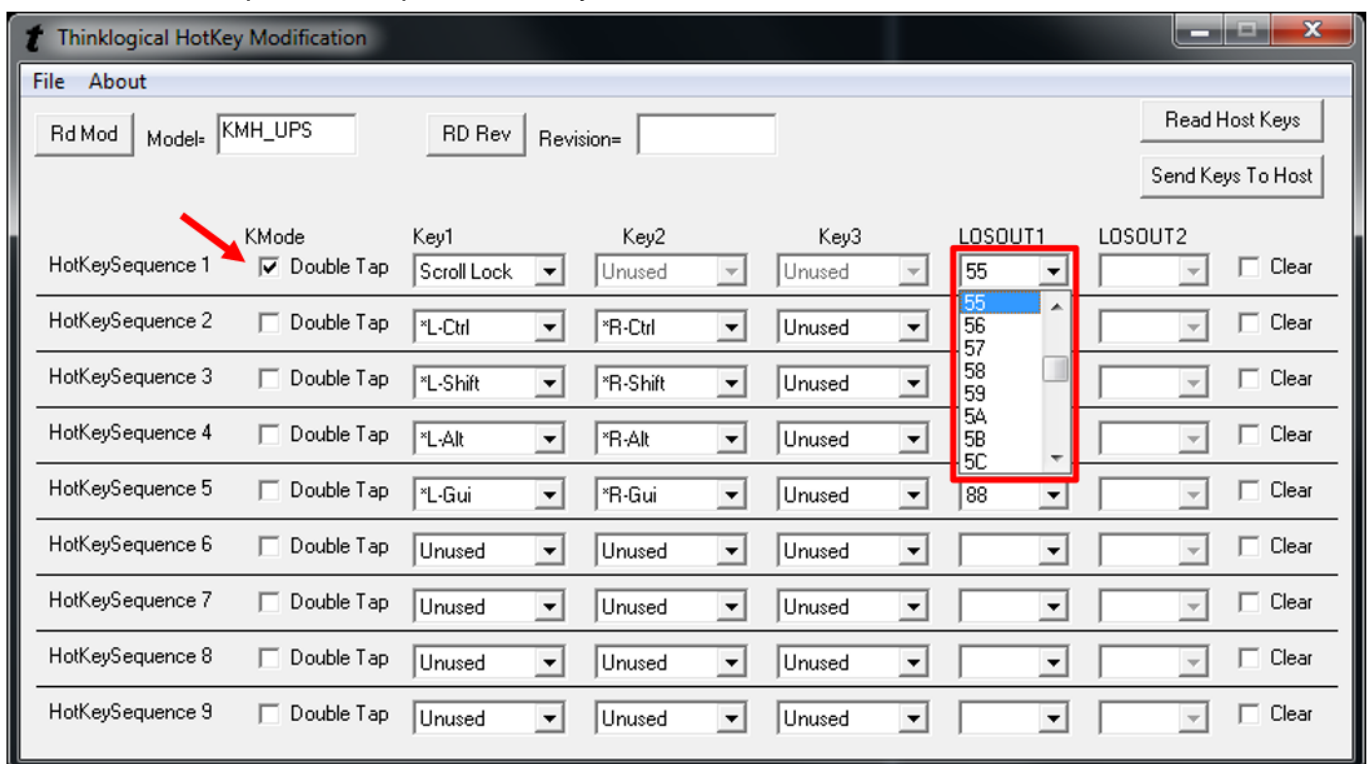 Thinklogical HotKey Modification
File About
Rd Mod Model= KMH_UPS RD Rev Revision= Read Host Keys
Send Keys To Host
KMode Key1 Key2 Key3 LOSOUT1 LOSOUT2
HotKeySequence 1 Double Tap Scroll Lock Unused Unused 55 Clear
55
HotKeySequence 2 Double Tap *L-Ctrl *R-Ctrl Unused 56 Clear
57
HotKeySequence 3 Double Tap *L-Shift *R-Shift Unused 58 Clear
59
5A
HotKeySequence 4 Double Tap *L-Alt *R-Alt Unused 5B Clear
5C
HotKeySequence 5 Double Tap *L-Gui *R-Gui Unused 88 Clear
HotKeySequence 6 Double Tap Unused Unused Unused Clear
HotKeySequence 7 Double Tap Unused Unused Unused Clear
HotKeySequence 8 Double Tap Unused Unused Unused Clear
HotKeySequence 9 Double Tap Unused Unused Unused Clear